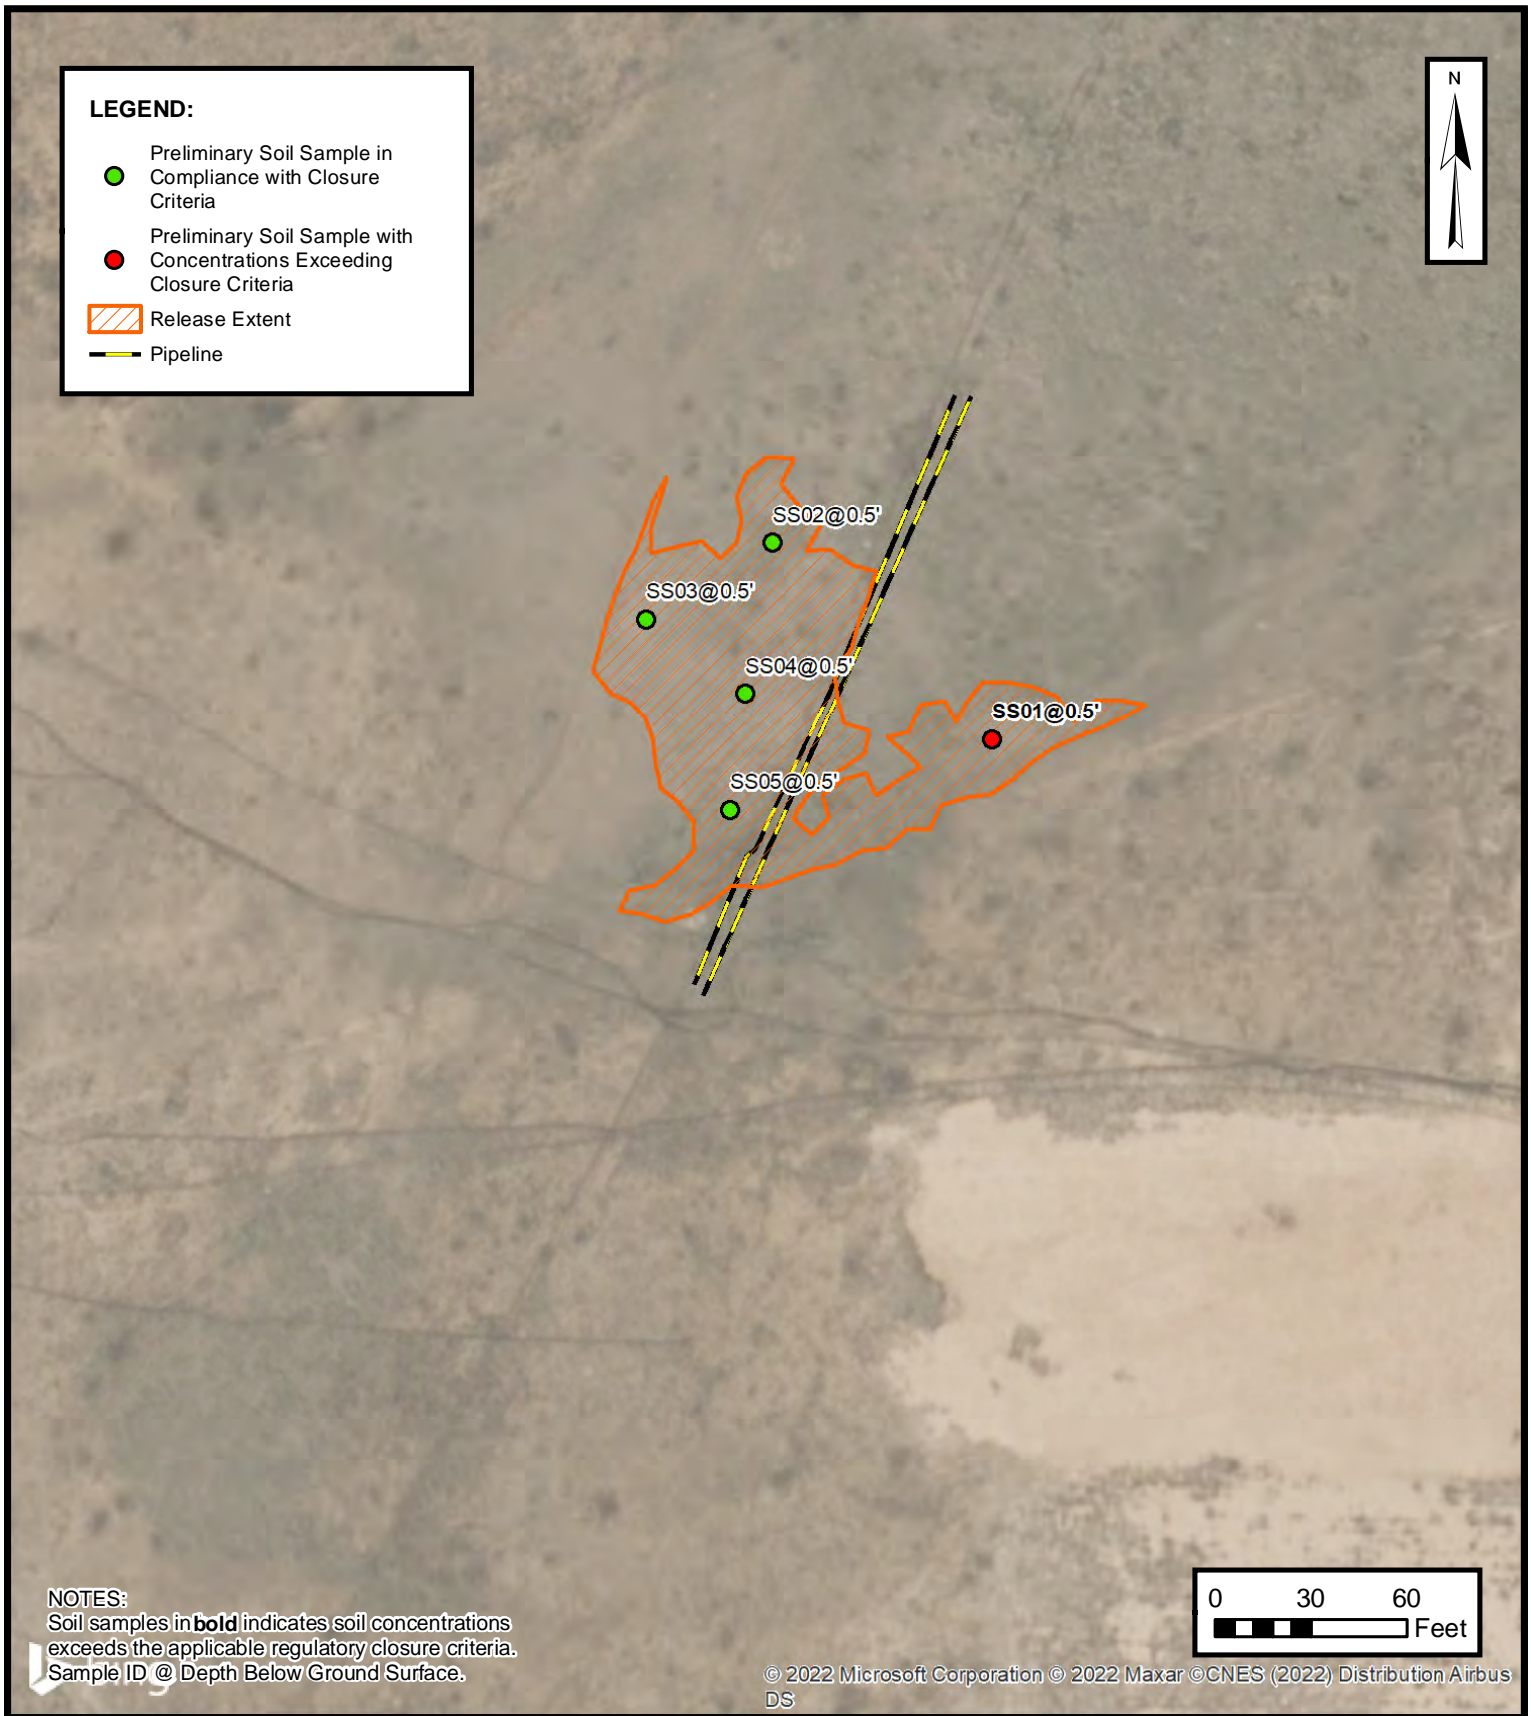 LEGEND:
Preliminary Soil Sample in
Compliance with Closure
Criteria
Preliminary Soil Sample with
Concentrations Exceeding
Closure Criteria
Release Extent
Pipeline
N
SS02@0.5'
SS03@0.5'
SS04@0.5'
SS01@0.5'
SS05@0.5'
NOTES:
Soil samples in bold indicates soil concentrations
exceeds the applicable regulatory closure criteria.
Sample ID @ Depth Below Ground Surface.
0 30 60
Feet
© 2022 Microsoft Corporation © 2022 Maxar ©CNES (2022) Distribution Airbus
DS